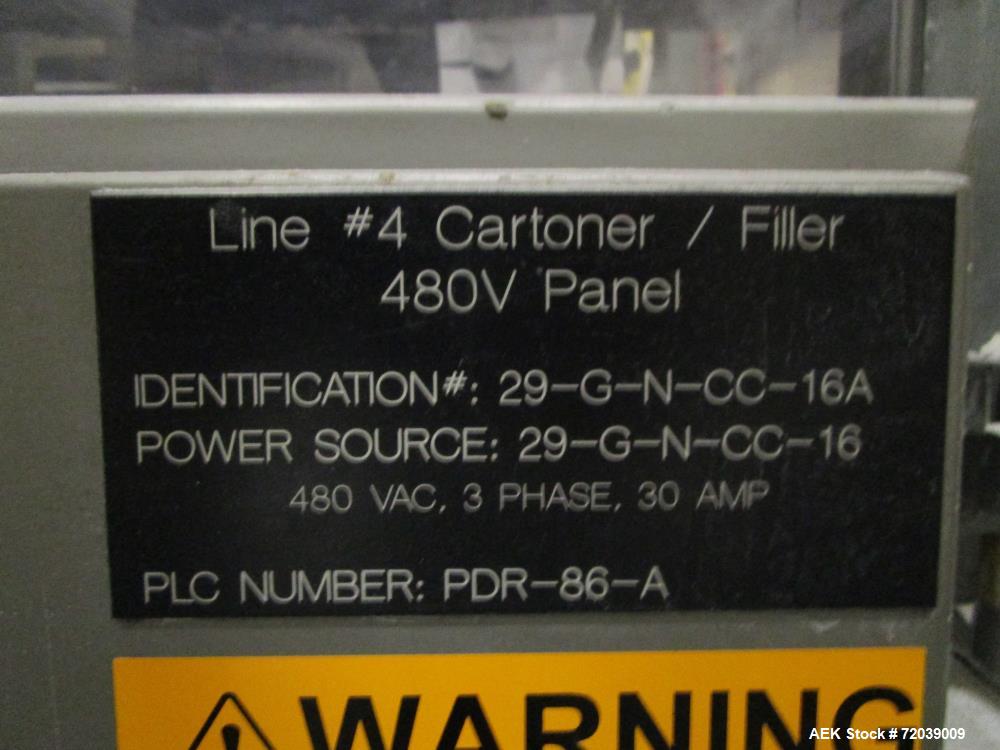 Line #4 Cartoner / Filler
480V Panel
IDENTIFICATION#: 29-G-N-CC-16A
POWER SOURCE: 29-G-N-CC-16
480 VAC, 3 PHASE, 30 AMP
PLC NUMBER: PDR-86-A
WARNING
AEK Stock # 72039009